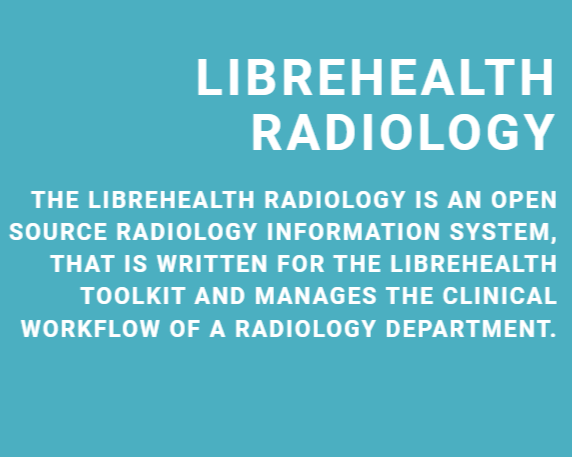 LIBREHEALTH
RADIOLOGY
THE LIBREHEALTH RADIOLOGY IS AN OPEN
SOURCE RADIOLOGY INFORMATION SYSTEM,
THAT IS WRITTEN FOR THE LIBREHEALTH
TOOLKIT AND MANAGES THE CLINICAL
WORKFLOW OF A RADIOLOGY DEPARTMENT.